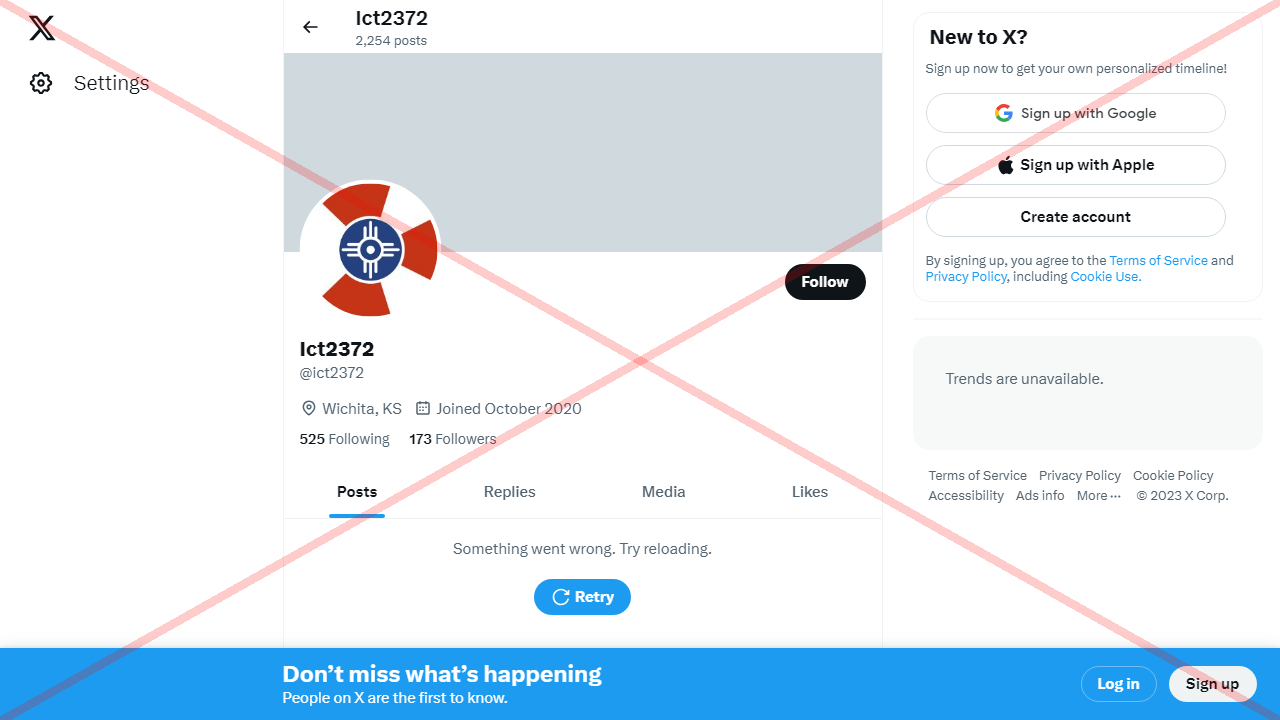 Settings
Ict2372
2,254 posts
Follow
Ict2372
@ict2372
Wichita, KS Joined October 2020
525 Following 173 Followers
Posts Replies Media Likes
Something went wrong. Try reloading.
Retry
New to X?
Sign up now to get your own personalized timeline!
Sign up with Google
Sign up with Apple
Create account
By signing up, you agree to the Terms of Service and
Privacy Policy, including Cookie Use.
Trends are unavailable.
Terms of Service Privacy Policy Cookie Policy
Accessibility Ads info More ··· © 2023 X Corp.
Don’t miss what’s happening
People on X are the first to know.
Log in Sign up